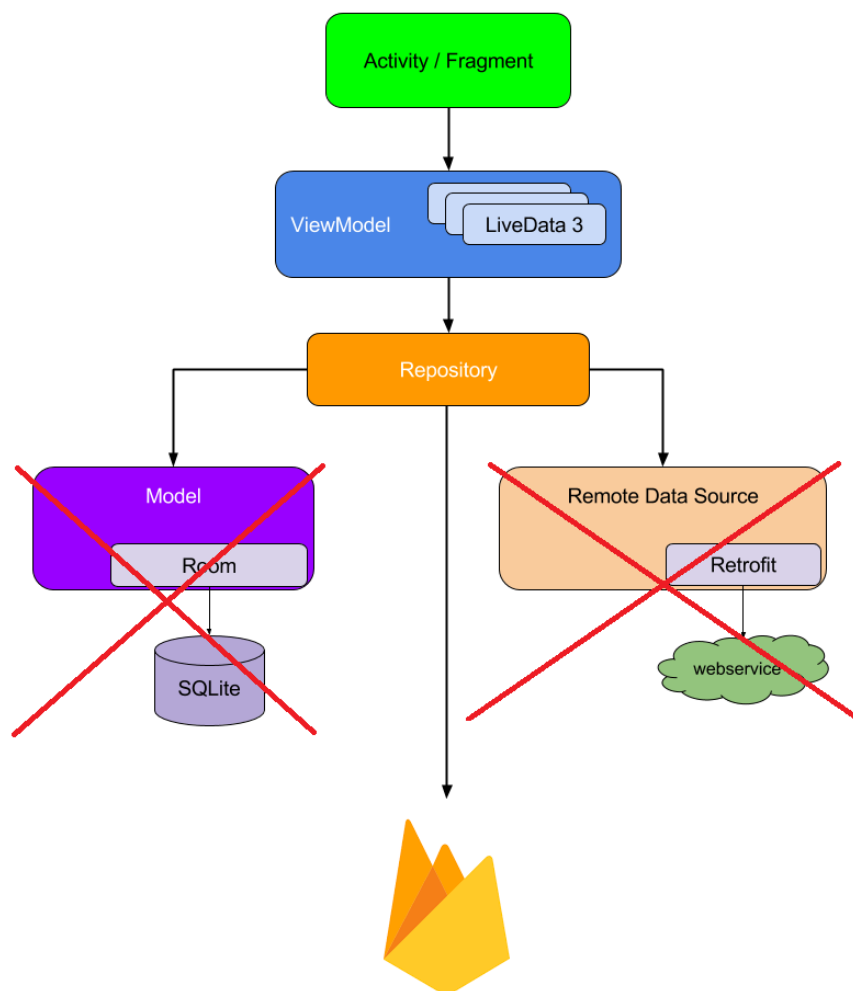 Activity / Fragment
ViewModel
LiveData 3
Repository
Model
Remote Data Source
Room
Retrofit
SQLite
webservice